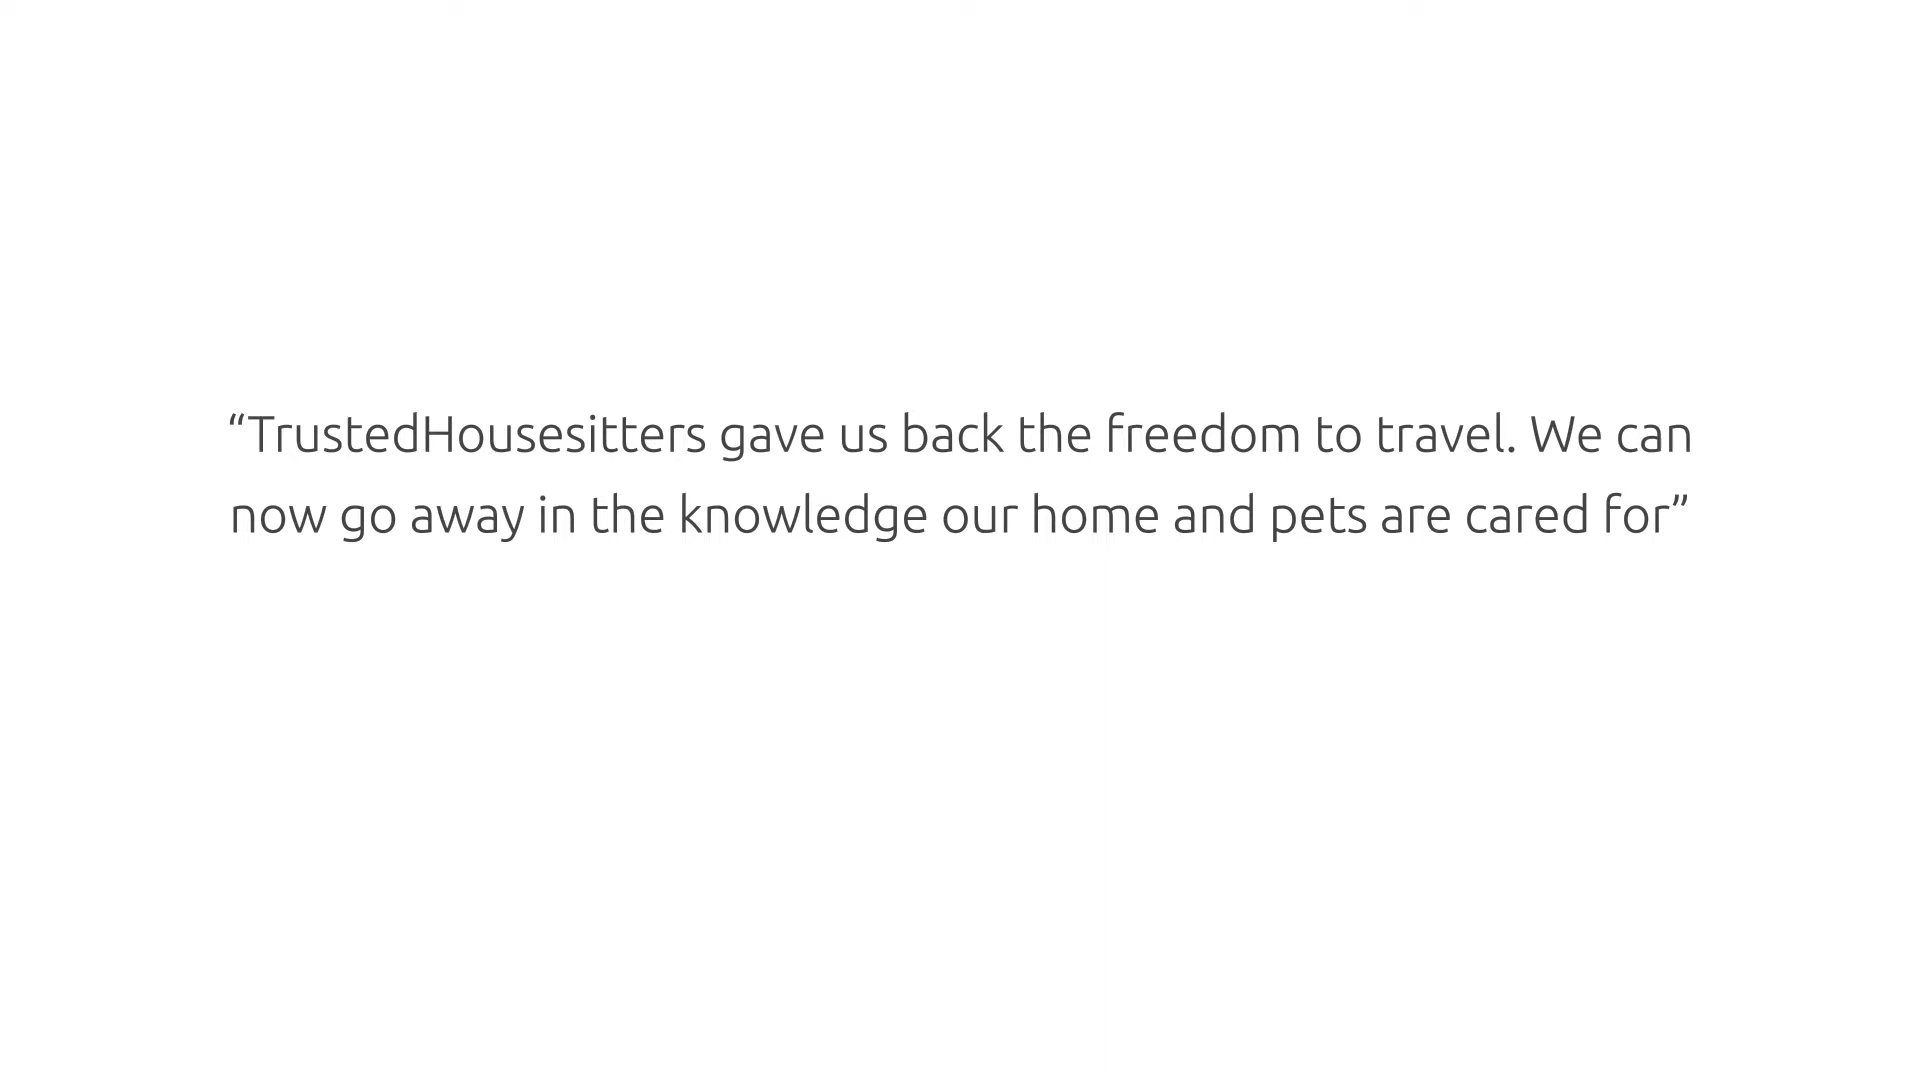 “TrustedHousesitters gave us back the freedom to travel. We can
now go away in the knowledge our home and pets are cared for”